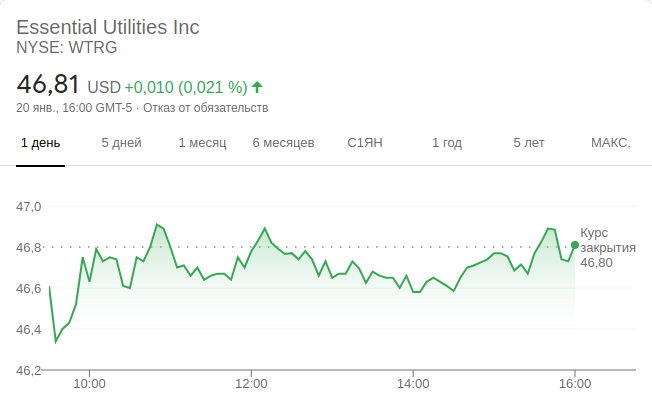 Essential Utilities Inc
NYSE: WTRG
46,81 USD +0,010 (0,021 %)
20 янв., 16:00 GMT-5 · Отказ от обязательств
1 день 5 дней 1 месяц 6 месяцев С1ЯН 1 год 5 лет МАКС.
47,0
46,8
46,6
46,4
46,2
Курс
закрытия
46,80
10:00 12:00 14:00 16:00